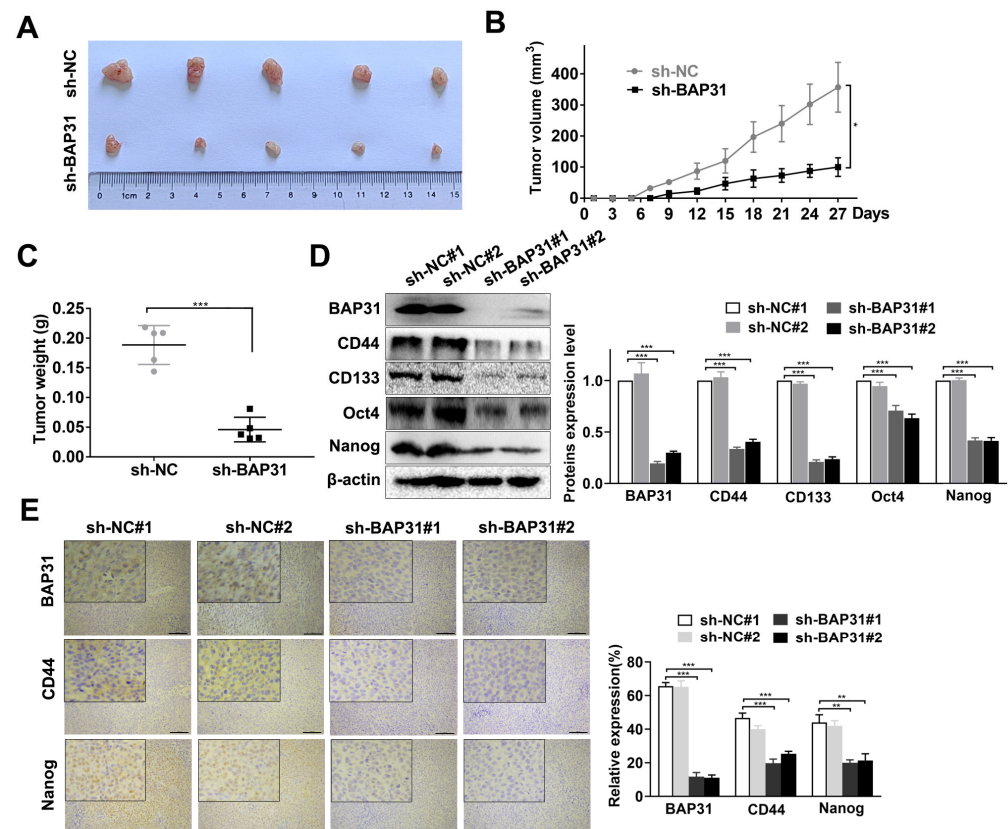 A
sh-NC
sh-BAP31
0 1cm 2 3 4 5 6 7 8 9 10 11 12 13 14 15
B
Tumor volume (mm3)
400
300
200
100
0
sh-NC
sh-BAP31
*
0 3 6 9 12 15 18 21 24 27 Days
C
Tumor weight (g)
0.25
0.20
0.15
0.10
0.05
0.00
***
sh-NC sh-BAP31
D
sh-NC#1 sh-NC#2 sh-BAP31#1 sh-BAP31#2
BAP31
CD44
CD133
Oct4
Nanog
β-actin
sh-NC#1 sh-BAP31#1
sh-NC#2 sh-BAP31#2
Proteins expression level
1.0
0.5
0.0
*** *** *** *** ***
*** *** *** *** ***
BAP31 CD44 CD133 Oct4 Nanog
E
sh-NC#1 sh-NC#2 sh-BAP31#1 sh-BAP31#2
BAP31
CD44
Nanog
sh-NC#1 sh-BAP31#1
sh-NC#2 sh-BAP31#2
Relative expression(%)
80
60
40
20
0
*** *** **
*** *** **
BAP31 CD44 Nanog